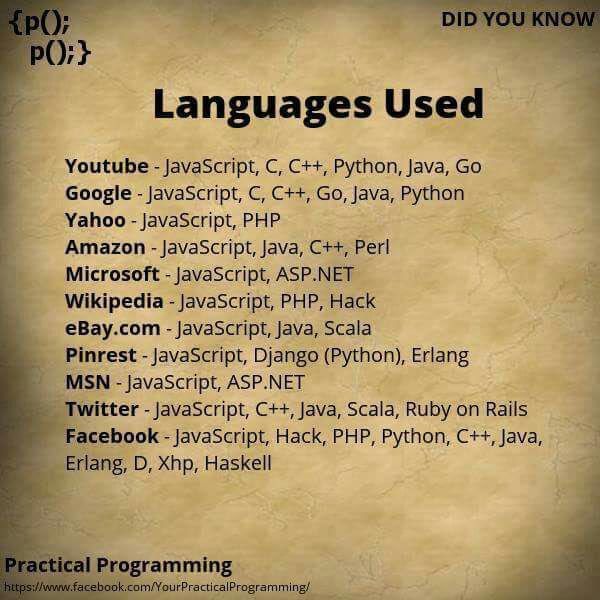 {p();
p();}
DID YOU KNOW
Languages Used
Youtube - JavaScript, C, C++, Python, Java, Go
Google - JavaScript, C, C++, Go, Java, Python
Yahoo - JavaScript, PHP
Amazon - JavaScript, Java, C++, Perl
Microsoft - JavaScript, ASP.NET
Wikipedia - JavaScript, PHP, Hack
eBay.com - JavaScript, Java, Scala
Pinrest - JavaScript, Django (Python), Erlang
MSN - JavaScript, ASP.NET
Twitter - JavaScript, C++, Java, Scala, Ruby on Rails
Facebook - JavaScript, Hack, PHP, Python, C++, Java,
Erlang, D, Xhp, Haskell
Practical Programming
https://www.facebook.com/YourPracticalProgramming/